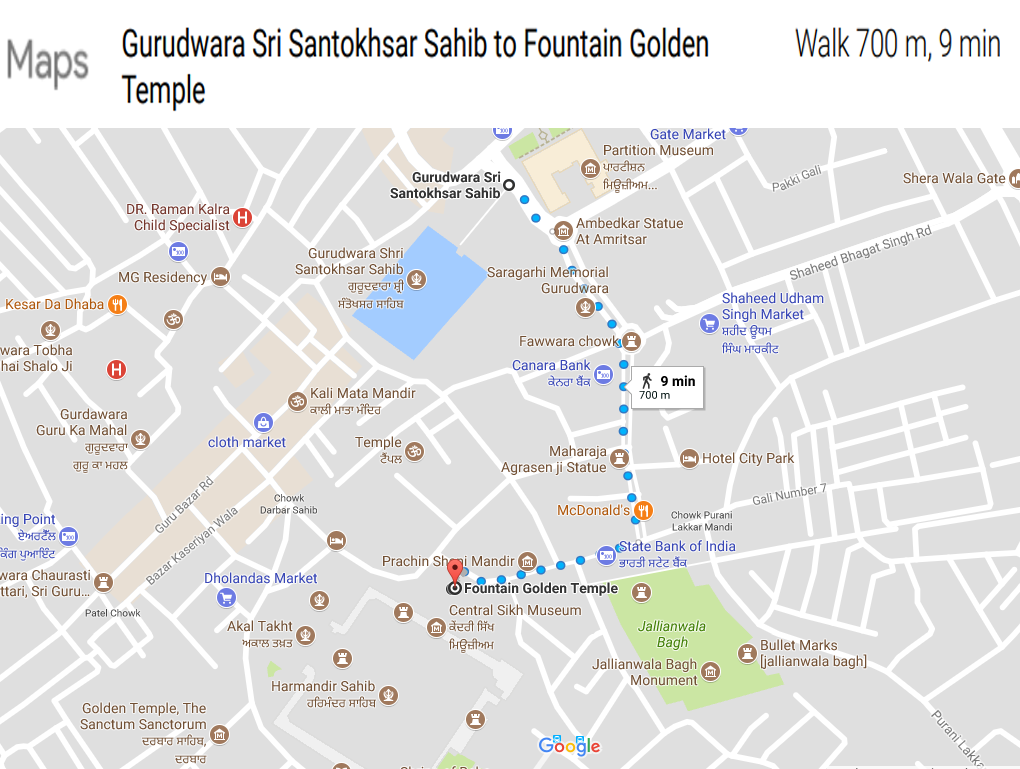 Maps
Gurudwara Sri Santokhsar Sahib to Fountain Golden
Temple
Walk 700 m, 9 min
Gate Market
Partition Museum
ਪਾਰਟੀਸ਼ਨ
ਮਿਊਜ਼ੀਅਮ...
Pakki Gali
Shera Wala Gate
Gurudwara Sri
Santokhsar Sahib
DR. Raman Kalra
Child Specialist
H
Ambedkar Statue
At Amritsar
Shaheed Bhagat Singh Rd
MG Residency
Gurudwara Shri
Santokhsar Sahib
ਗੁਰੂਦਵਾਰਾ ਸ਼੍ਰੀ
ਸੰਤੋਖਸਰ ਸਾਹਿਬ
Saragarhi Memorial
Gurudwara
Kesar Da Dhaba
Shaheed Udham
Singh Market
ਸ਼ਹੀਦ ਊਧਮ
ਸਿੰਘ ਮਾਰਕੀਟ
Fawwara chowk
wara Tobha
hai Shalo Ji
H
Canara Bank
ਕੇਨਰਾ ਬੈਂਕ
9 min
700 m
Kali Mata Mandir
ਕਾਲੀ ਮਾਤਾ ਮੰਦਿਰ
Gurdawara
Guru Ka Mahal
ਗੁਰੂਦਵਾਰਾ
ਗੁਰੂ ਕਾ ਮਹਲ
cloth market
Temple
ਟੈਂਪਲ
Maharaja
Agrasen ji Statue
Hotel City Park
Guru Bazar Rd
Chowk
Darbar Sahib
Gali Number 7
McDonald's
Chowk Purani
Lakkar Mandi
ing Point
ਏਅਰਟੈੱਲ
ਕਿੰਗ ਪੁਆਇੰਟ
Bazar Kaseriyan Wala
State Bank of India
ਭਾਰਤੀ ਸਟੇਟ ਬੈਂਕ
Prachin Shani Mandir
wara Chaurasti
ttari, Sri Guru...
Dholandas Market
Fountain Golden Temple
Patel Chowk
Central Sikh Museum
ਕੇਂਦਰੀ ਸਿੱਖ
ਮਿਊਜ਼ੀਅਮ
Akal Takht
ਅਕਾਲ ਤਖ਼ਤ
Jallianwala
Bagh
Bullet Marks
[jallianwala bagh]
Jallianwala Bagh
Monument
Harmandir Sahib
ਹਰਿਮੰਦਰ ਸਾਹਿਬ
Golden Temple, The
Sanctum Sanctorum
ਦਰਬਾਰ ਸਾਹਿਬ,
ਦਰਬਾਰ
Purani Lakka
Google